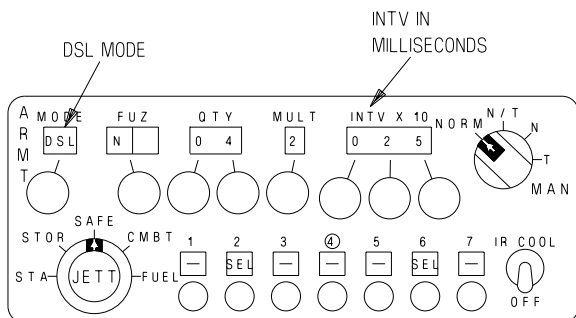 INTV IN
MILLISECONDS
DSL MODE
ARMT
MODE FUZ QTY MULT INTV X 10
DSL N 0 4 2 0 2 5
NORM N/T N T MAN
SAFE
STOR CMBT
STA JETT FUEL
1 2 3 4 5 6 7
— SEL — — — SEL —
IR COOL
OFF